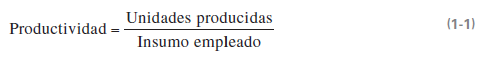 Productividad = Unidades producidas / Insumo empleado (1-1)